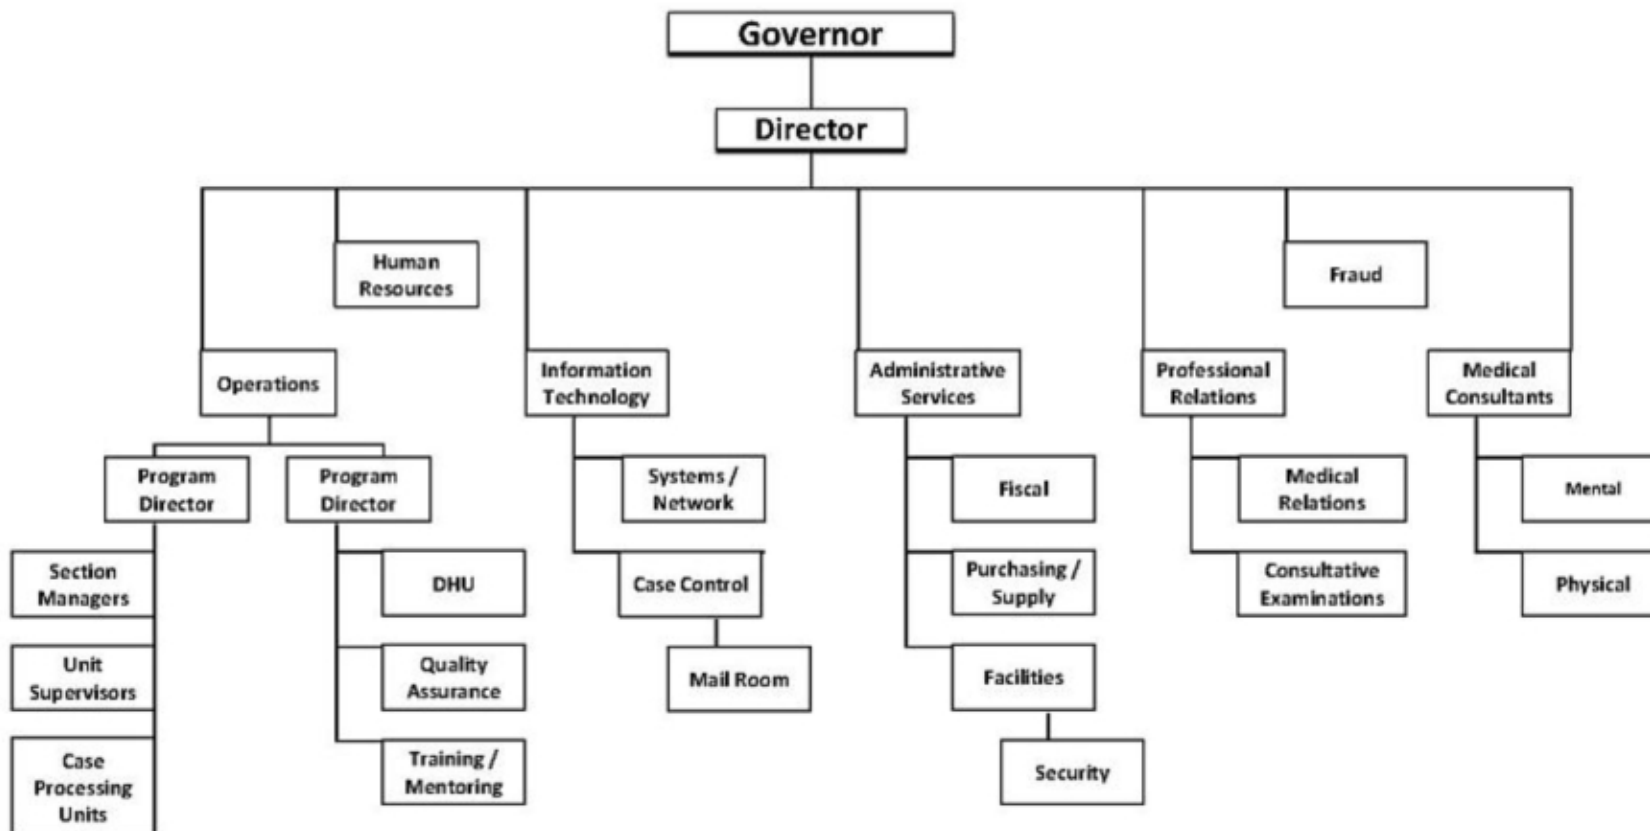 Governor
Director
Human
Resources
Fraud
Operations
Information
Technology
Administrative
Services
Professional
Relations
Medical
Consultants
Program
Director
Program
Director
Systems /
Network
Fiscal
Medical
Relations
Mental
Section
Managers
DHU
Case Control
Purchasing /
Supply
Consultative
Examinations
Physical
Unit
Supervisors
Quality
Assurance
Mail Room
Facilities
Case
Processing
Units
Training /
Mentoring
Security